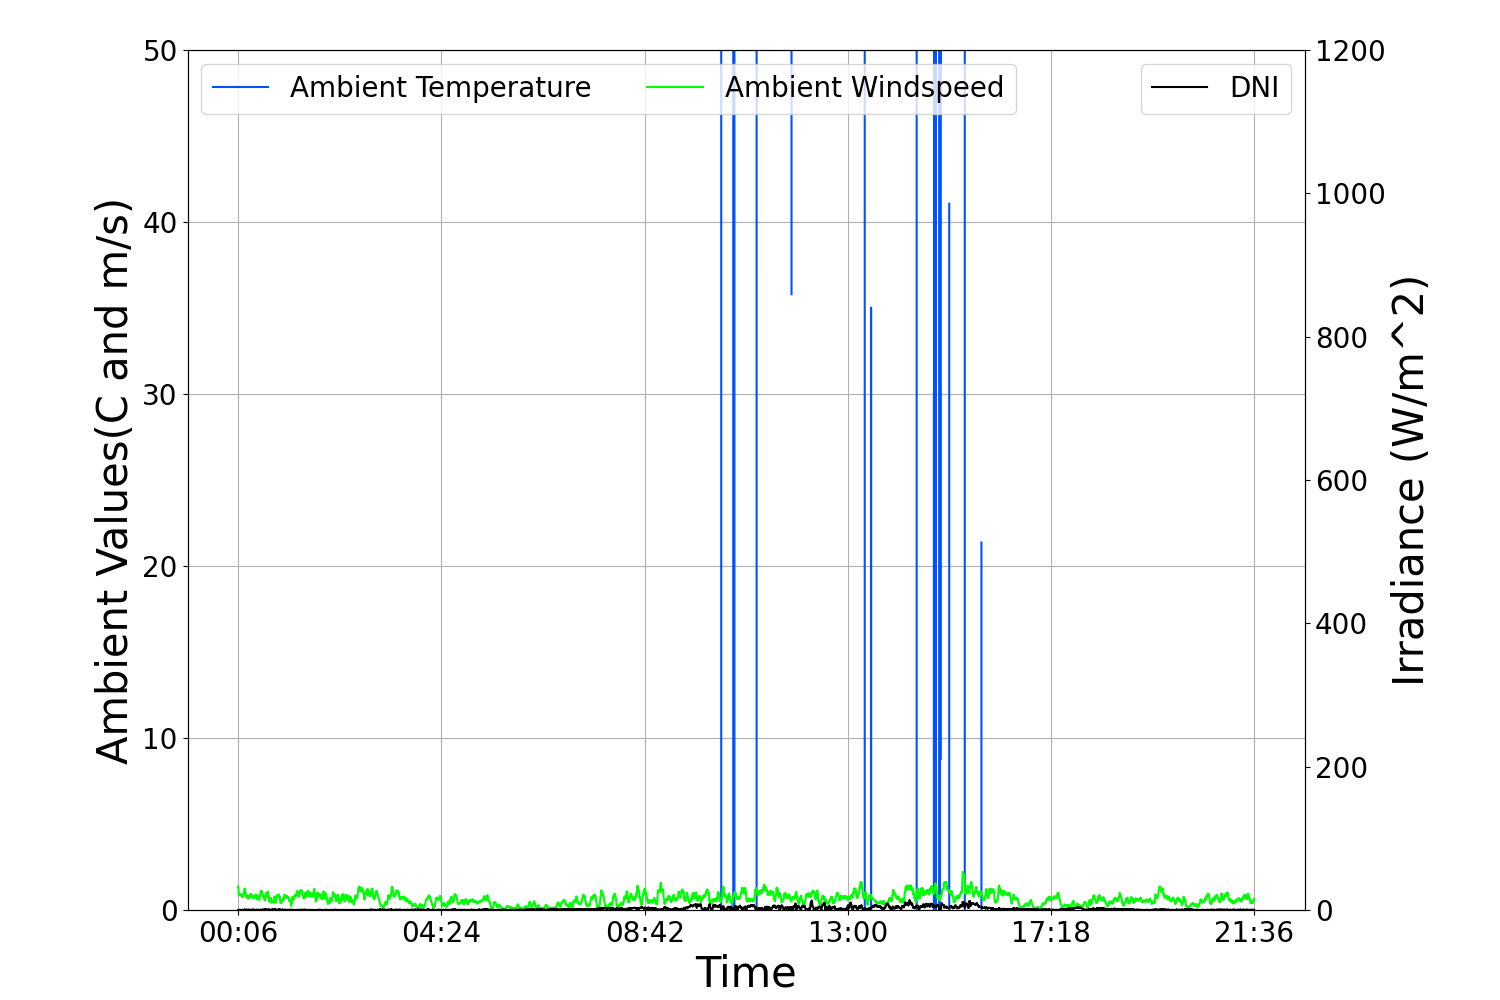 Ambient Temperature
Ambient Windspeed
DNI
50
40
30
20
10
0
Ambient Values(C and m/s)
1200
1000
800
600
400
200
0
Irradiance (W/m^2)
00:06 04:24 08:42 13:00 17:18 21:36
Time